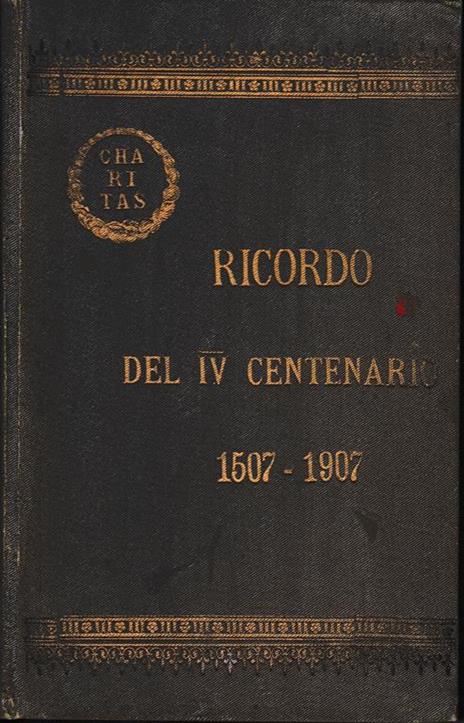 CHA
RI
TAS
RICORDO
DEL IV CENTENARIO
1507 - 1907